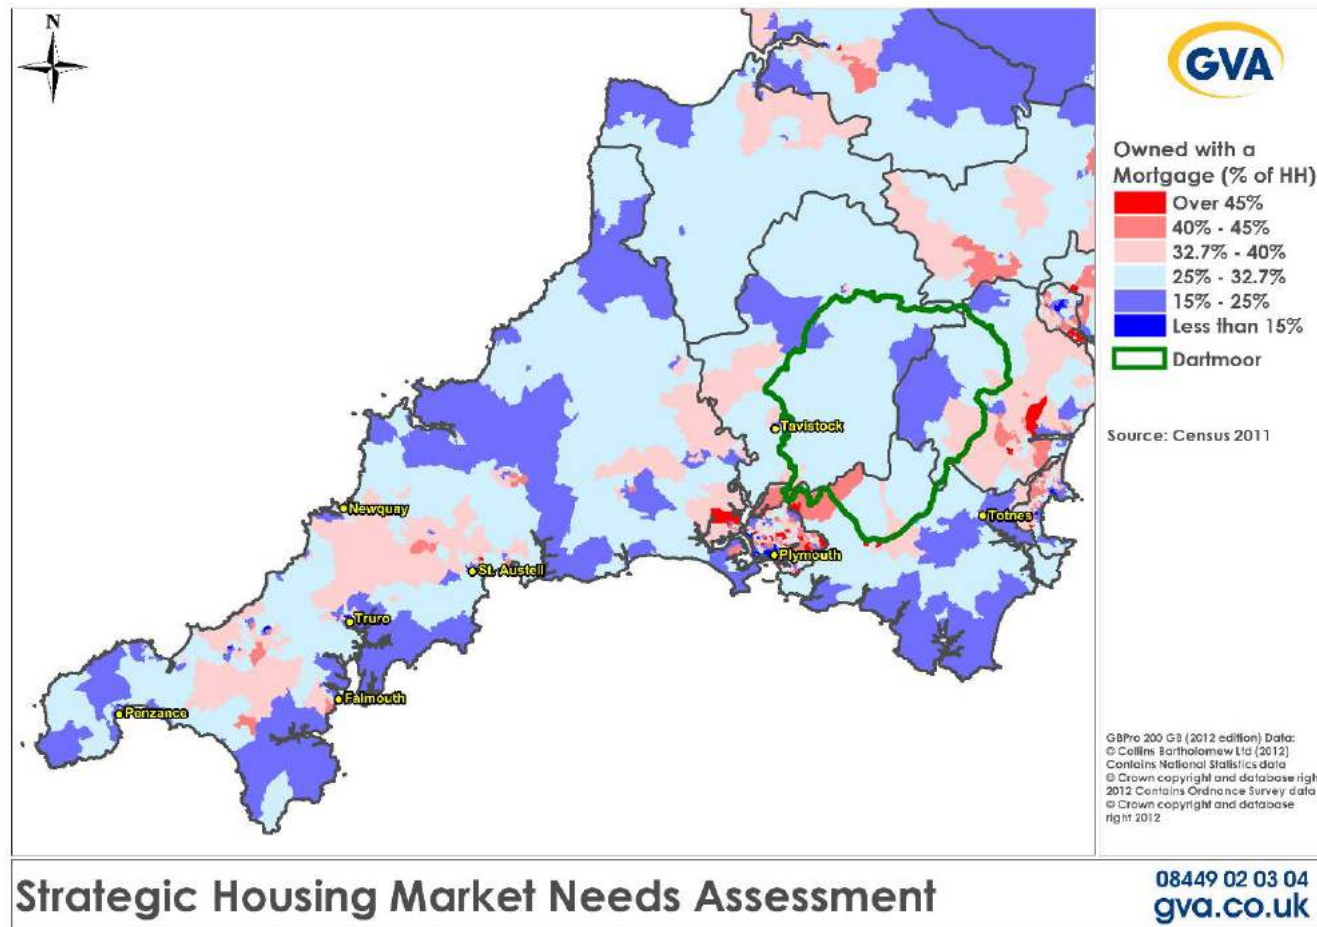 N
GVA
Owned with a
Mortgage (% of HH)
Over 45%
40% - 45%
32.7% - 40%
25% - 32.7%
15% - 25%
Less than 15%
Dartmoor
Source: Census 2011
Tavistock
Newquay
Totnes
Plymouth
St. Austell
Truro
Falmouth
Penzance
GBPro 200 GB (2012 edition) Data:
© Collins Bartholomew Ltd (2012)
Contains National Statistics data
© Crown copyright and database righ
2012 Contains Ordnance Survey data
© Crown copyright and database
right 2012
Strategic Housing Market Needs Assessment
08449 02 03 04
gva.co.uk